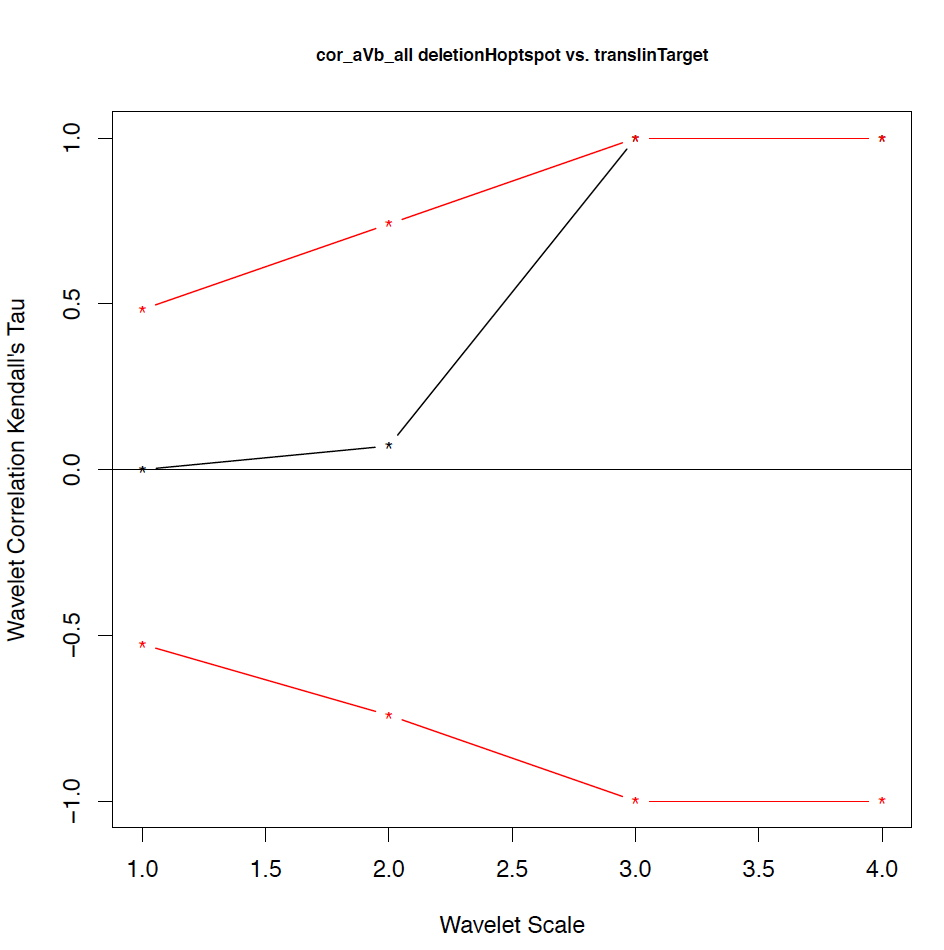 cor_aVb_all deletionHoptspot vs. translinTarget
Wavelet Correlation Kendall's Tau
1.0
0.5
0.0
−0.5
−1.0
1.0 1.5 2.0 2.5 3.0 3.5 4.0
Wavelet Scale